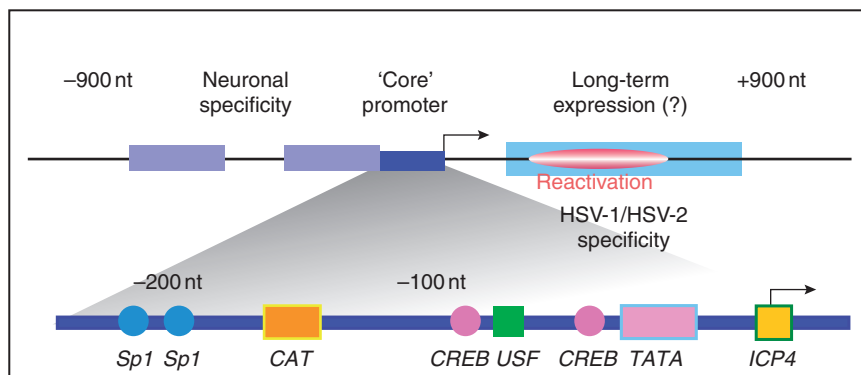 –900 nt
Neuronal
specificity
'Core'
promoter
Long-term
expression (?)
+900 nt
Reactivation
HSV-1/HSV-2
specificity
–200 nt
–100 nt
Sp1 Sp1 CAT CREB USF CREB TATA ICP4